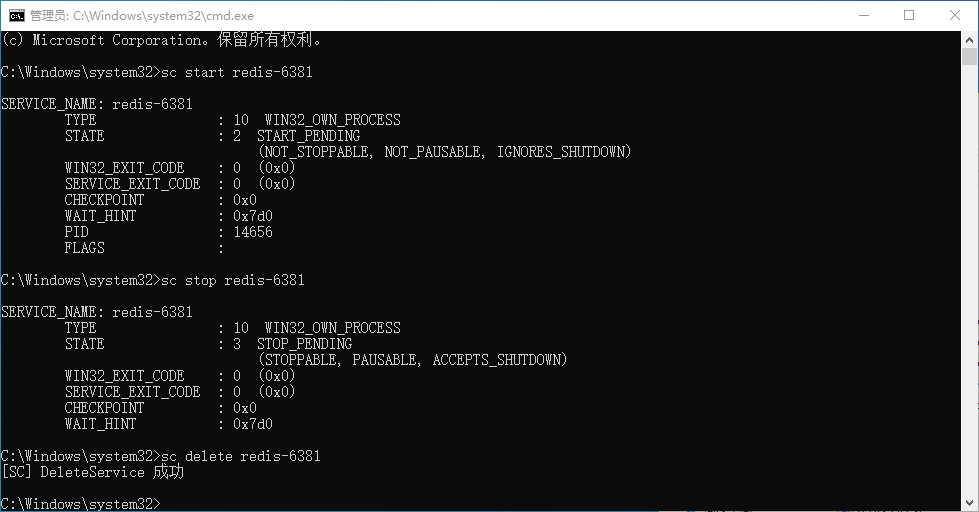 管理员: C:\Windows\system32\cmd.exe
(c) Microsoft Corporation。保留所有权利。
C:\Windows\system32>sc start redis-6381
SERVICE_NAME: redis-6381
TYPE : 10 WIN32_OWN_PROCESS
STATE : 2 START_PENDING
(NOT_STOPPABLE, NOT_PAUSABLE, IGNORES_SHUTDOWN)
WIN32_EXIT_CODE : 0 (0x0)
SERVICE_EXIT_CODE : 0 (0x0)
CHECKPOINT : 0x0
WAIT_HINT : 0x7d0
PID : 14656
FLAGS :
C:\Windows\system32>sc stop redis-6381
SERVICE_NAME: redis-6381
TYPE : 10 WIN32_OWN_PROCESS
STATE : 3 STOP_PENDING
(STOPPABLE, PAUSABLE, ACCEPTS_SHUTDOWN)
WIN32_EXIT_CODE : 0 (0x0)
SERVICE_EXIT_CODE : 0 (0x0)
CHECKPOINT : 0x0
WAIT_HINT : 0x7d0
C:\Windows\system32>sc delete redis-6381
[SC] DeleteService 成功
C:\Windows\system32>